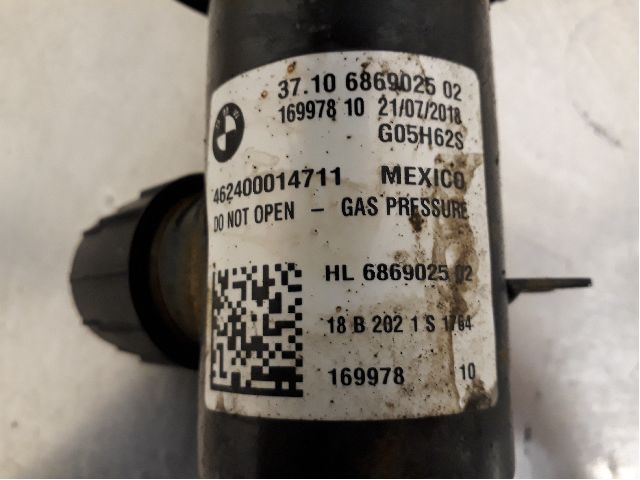 37.10 6869025 02
169978 10 21/07/2018
G05H62S
462400014711 MEXICO
DO NOT OPEN - GAS PRESSURE
HL 6869025 02
18 B 202 1 S 1784
169978 10